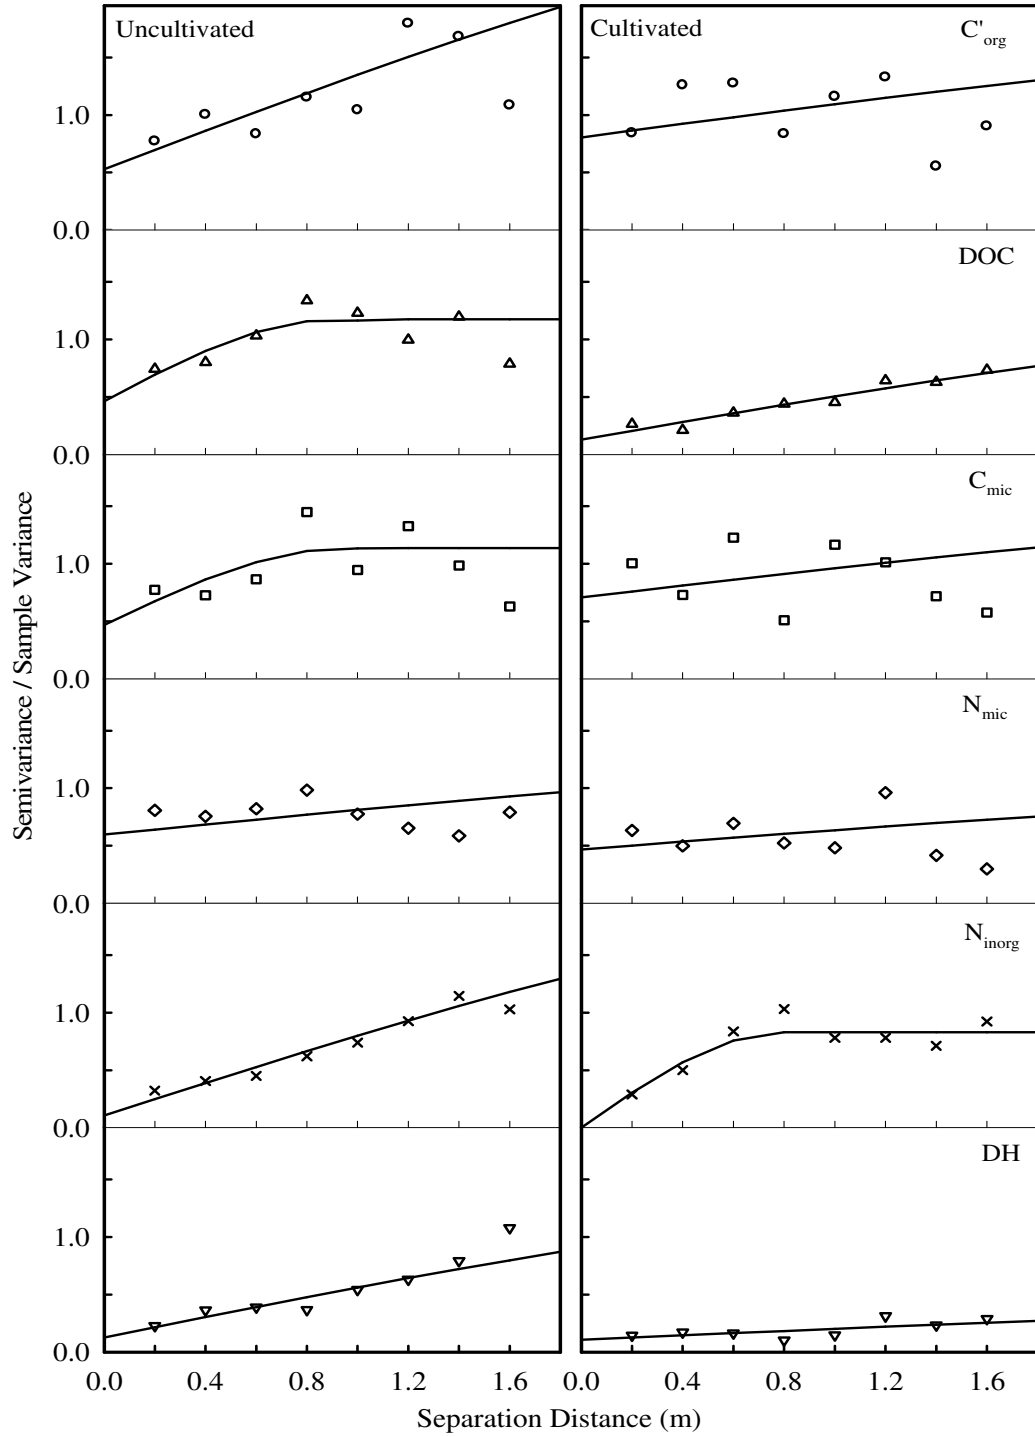 Uncultivated
Cultivated
C'org
1.0
0.0
DOC
1.0
0.0
Cmic
1.0
0.0
Nmic
1.0
0.0
Ninorg
1.0
0.0
DH
1.0
0.0
Semivariance / Sample Variance
0.0 0.4 0.8 1.2 1.6
0.0 0.4 0.8 1.2 1.6
Separation Distance (m)